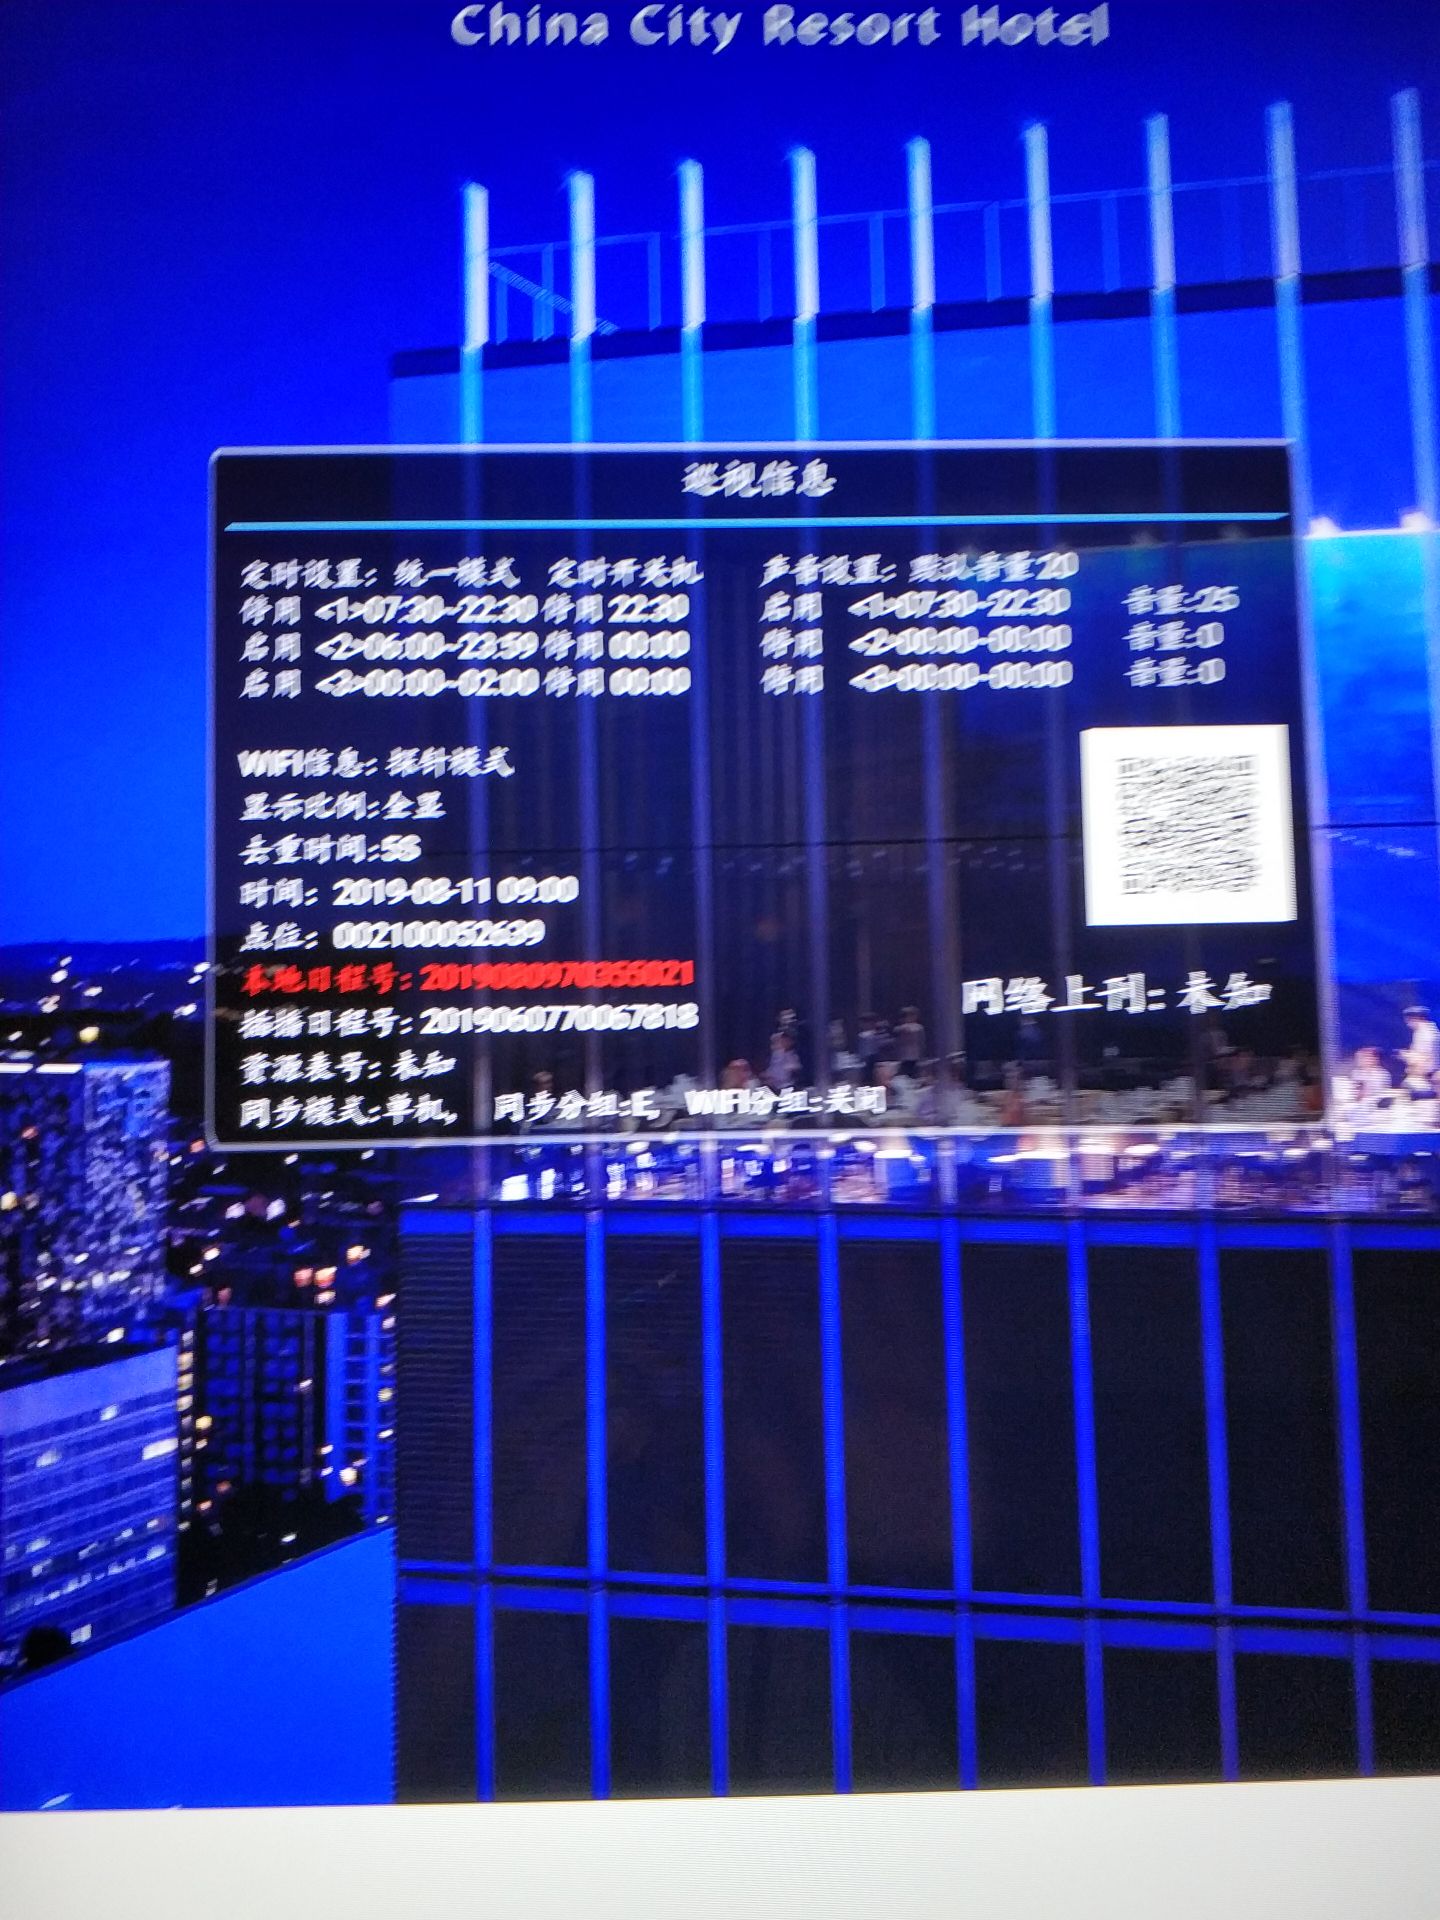 China City Resort Hotel
巡视信息
定时设置: 统一模式 定时开关机
停用 <1>07:30~22:30 停用 22:30
启用 <2>06:00~23:59 停用 00:00
启用 <3>00:00~02:00 停用 00:00
声音设置: 默认音量:20
启用 <1>07:30~22:30 音量:25
停用 <2>00:00~00:00 音量:0
停用 <3>00:00~00:00 音量:0
WIFI信息: 探针模式
显示比例:全显
去重时间:5S
时间: 2019-08-11 09:00
点位: 002100052639
本地日程号: 2019080970355021
插播日程号: 2019060770067818
资源表号: 未知
同步模式:单机, 同步分组:E, WIFI分组:关闭
网络上刊: 未知